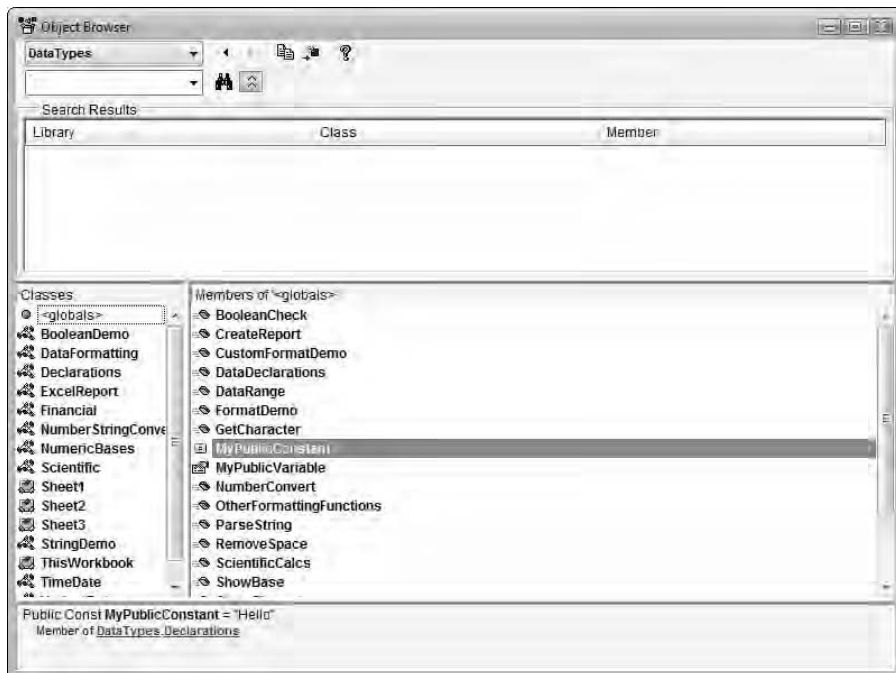 Object Browser
DataTypes
Search Results
Library Class Member
Classes
<globals>
BooleanDemo
DataFormatting
Declarations
ExcelReport
Financial
NumberStringConve
NumericBases
Scientific
Sheet1
Sheet2
Sheet3
StringDemo
ThisWorkbook
TimeDate
Members of '<globals>'
BooleanCheck
CreateReport
CustomFormatDemo
DataDeclarations
DataRange
FormatDemo
GetCharacter
MyPublicConstant
MyPublicVariable
NumberConvert
OtherFormattingFunctions
ParseString
RemoveSpace
ScientificCalcs
ShowBase
Public Const MyPublicConstant = "Hello"
Member of DataTypes.Declarations